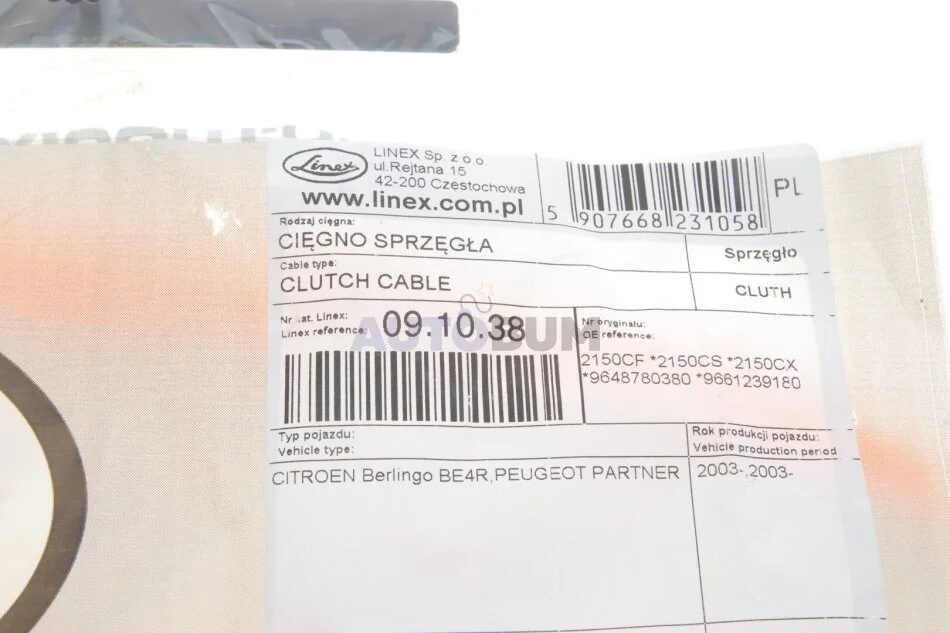 Linex
LINEX Sp. z o o.
ul.Rejtana 15
42-200 Częstochowa
www.linex.com.pl
5 907668 231058
PL
Rodzaj cięgna:
CIĘGNO SPRZĘGŁA
Sprzęgło
Cable type:
CLUTCH CABLE
CLUTH
Nr .at. Linex:
Linex reference:
09.10.38
AUTOBUM
Nr oryginału:
OE reference:
2150CF *2150CS *2150CX
*9648780380 *9661239180
Typ pojazdu:
Vehicle type:
Rok produkcji pojazdu:
Vehicle production period
CITROEN Berlingo BE4R,PEUGEOT PARTNER
2003-,2003-